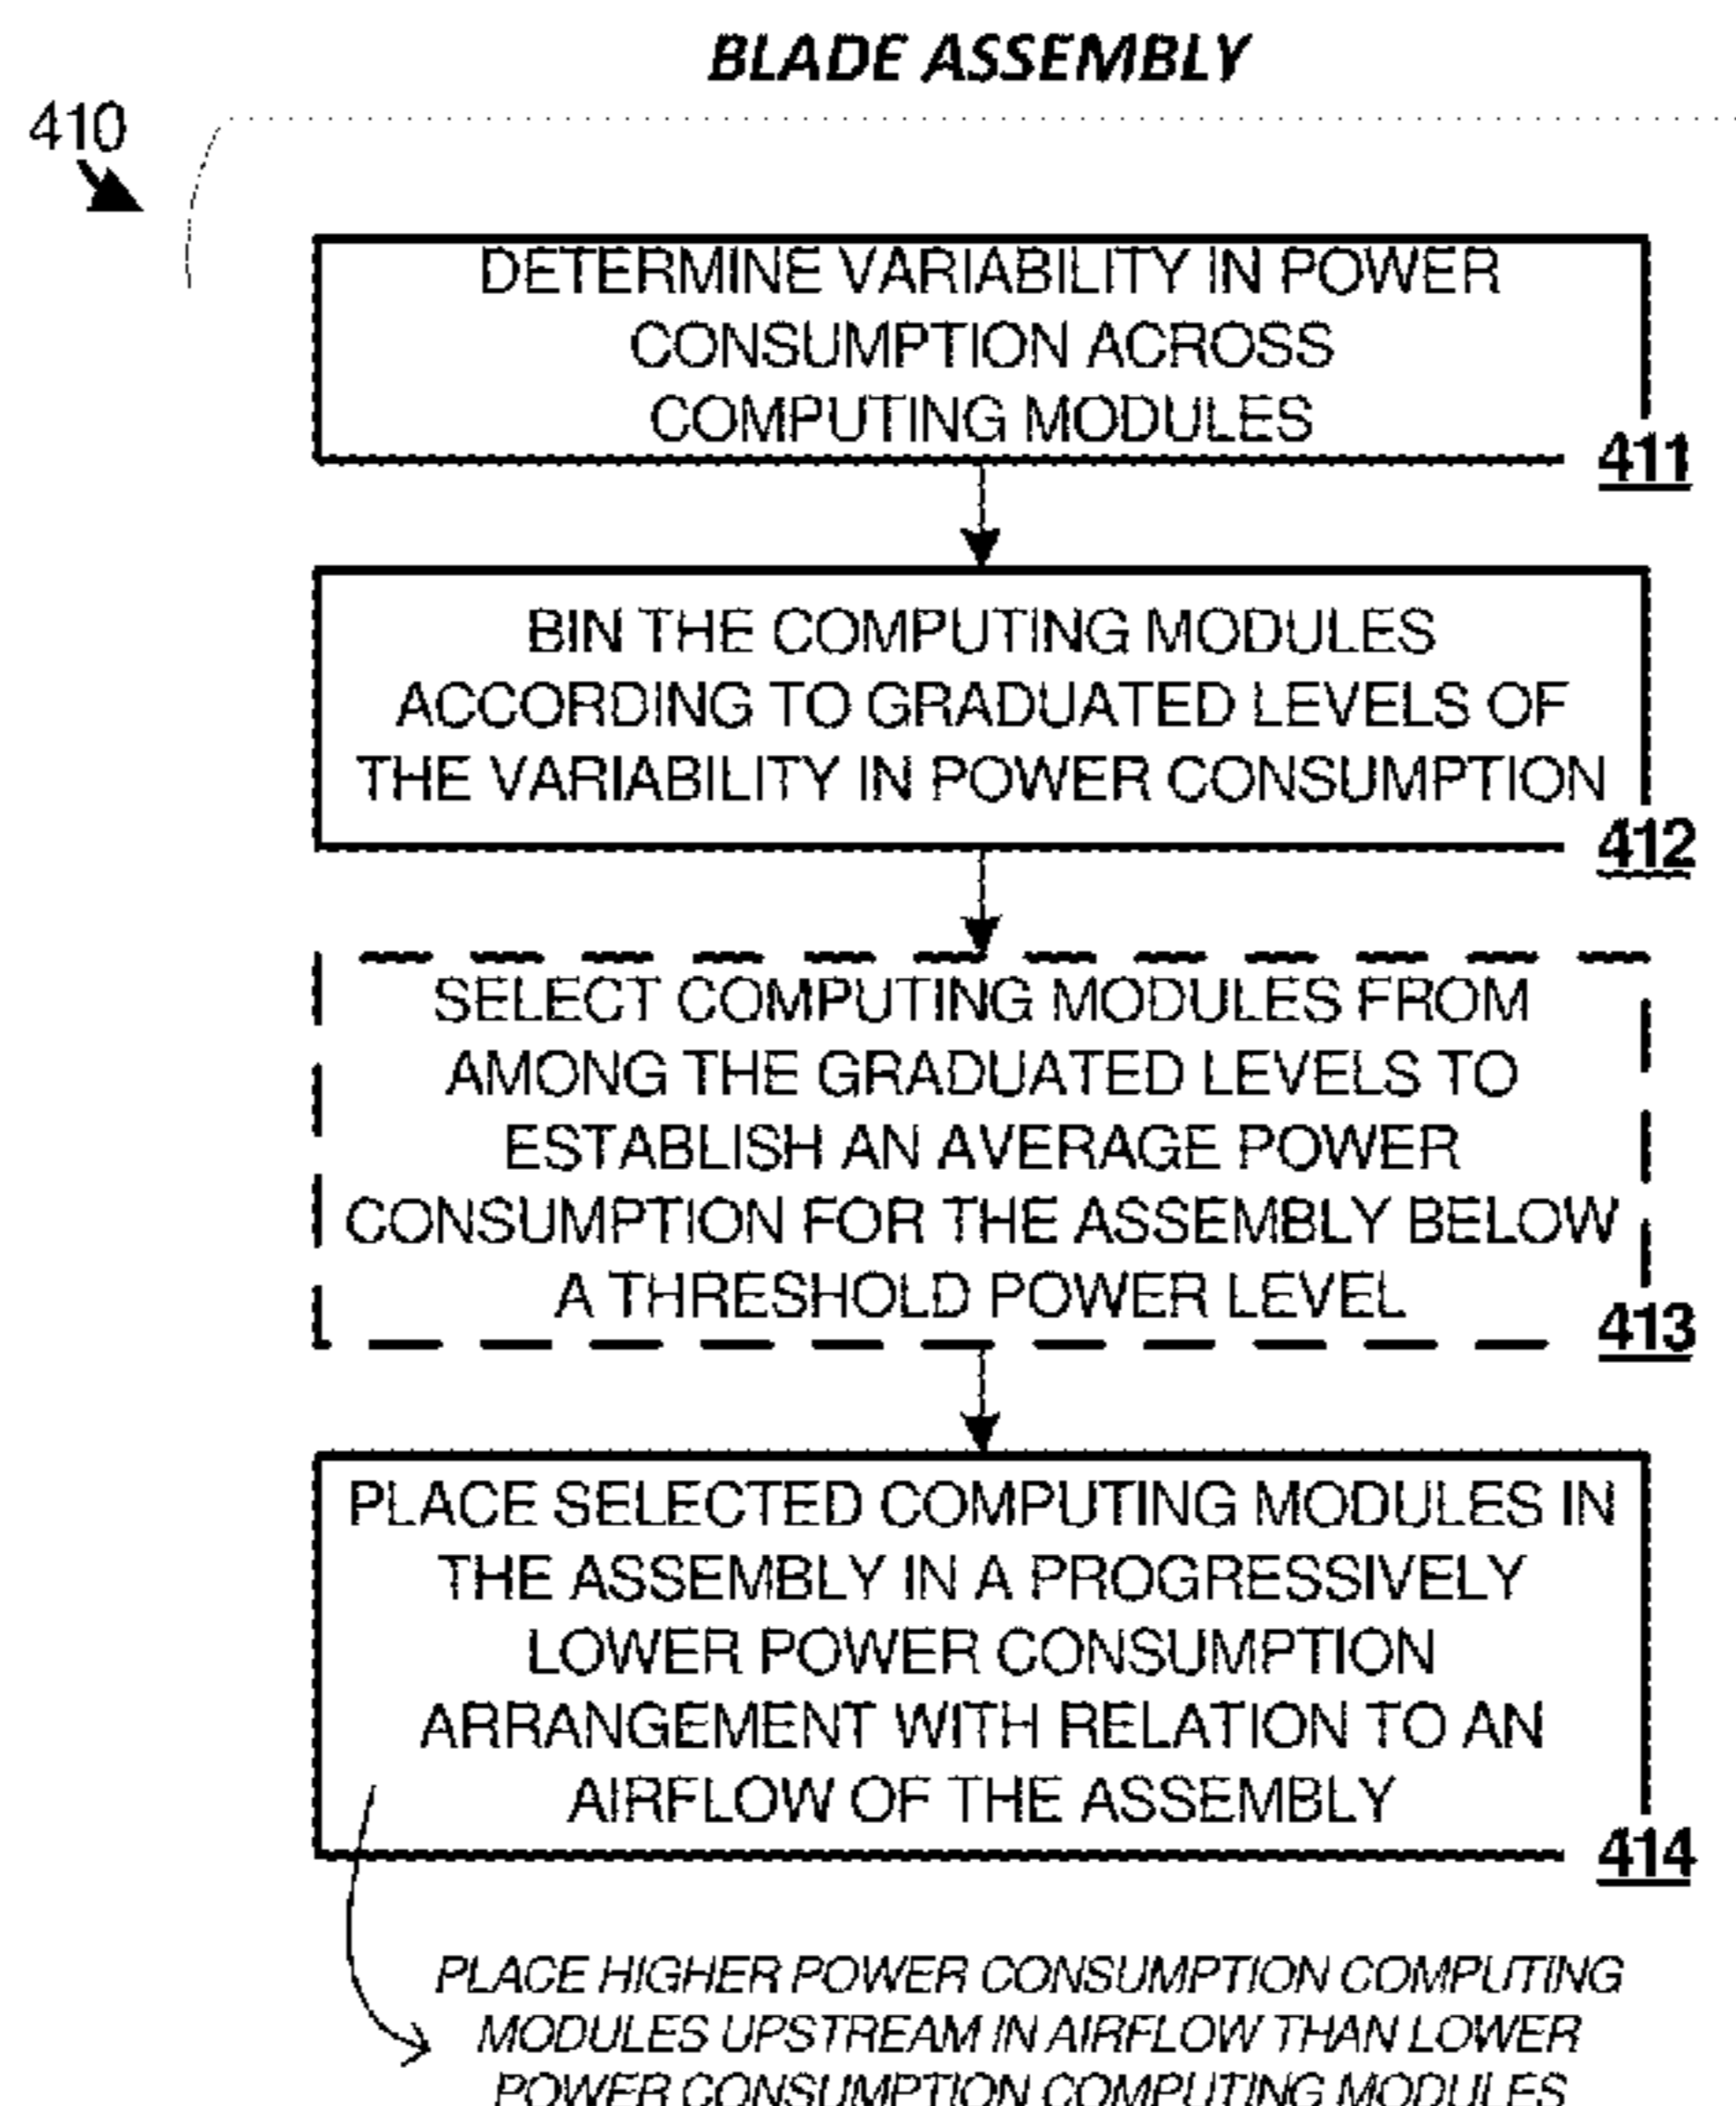 BLADE ASSEMBLY
410
DETERMINE VARIABILITY IN POWER
CONSUMPTION ACROSS
COMPUTING MODULES
411
BIN THE COMPUTING MODULES
ACCORDING TO GRADUATED LEVELS OF
THE VARIABILITY IN POWER CONSUMPTION
412
SELECT COMPUTING MODULES FROM
AMONG THE GRADUATED LEVELS TO
ESTABLISH AN AVERAGE POWER
CONSUMPTION FOR THE ASSEMBLY BELOW
A THRESHOLD POWER LEVEL
413
PLACE SELECTED COMPUTING MODULES IN
THE ASSEMBLY IN A PROGRESSIVELY
LOWER POWER CONSUMPTION
ARRANGEMENT WITH RELATION TO AN
AIRFLOW OF THE ASSEMBLY
414
PLACE HIGHER POWER CONSUMPTION COMPUTING
MODULES UPSTREAM IN AIRFLOW THAN LOWER
POWER CONSUMPTION COMPUTING MODULES